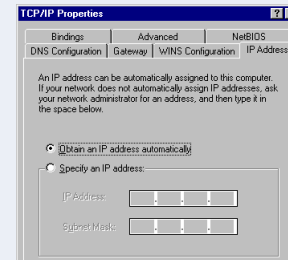 TCP/IP Properties
Bindings Advanced NetBIOS
DNS Configuration Gateway WINS Configuration IP Address
An IP address can be automatically assigned to this computer.
If your network does not automatically assign IP addresses, ask
your network administrator for an address, and then type it in
the space below.
Obtain an IP address automatically
Specify an IP address:
IP Address:
Subnet Mask: